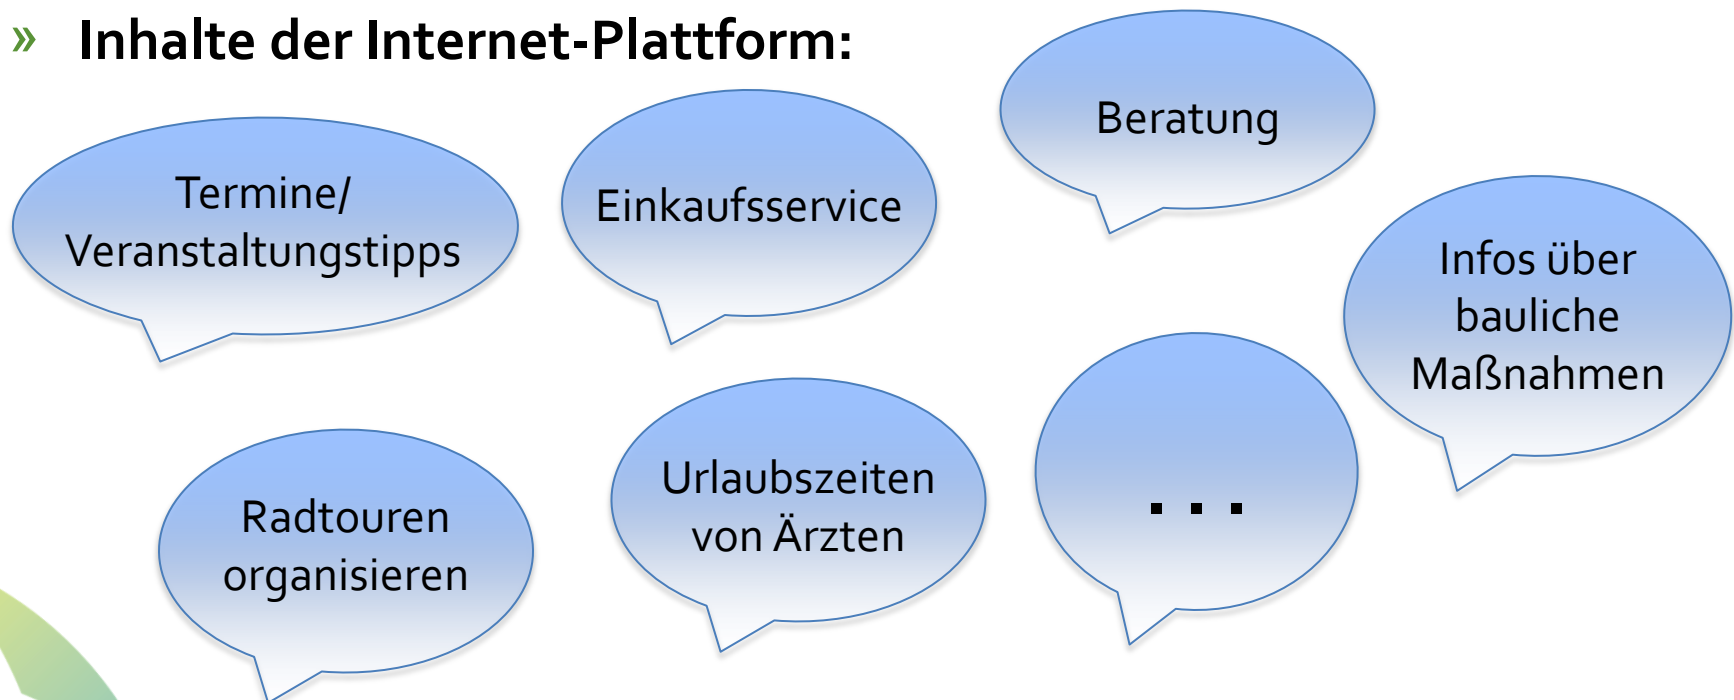 » Inhalte der Internet-Plattform:
Termine/
Veranstaltungstipps
Einkaufsservice
Beratung
Infos über
bauliche
Maßnahmen
Radtouren
organisieren
Urlaubszeiten
von Ärzten
. . .